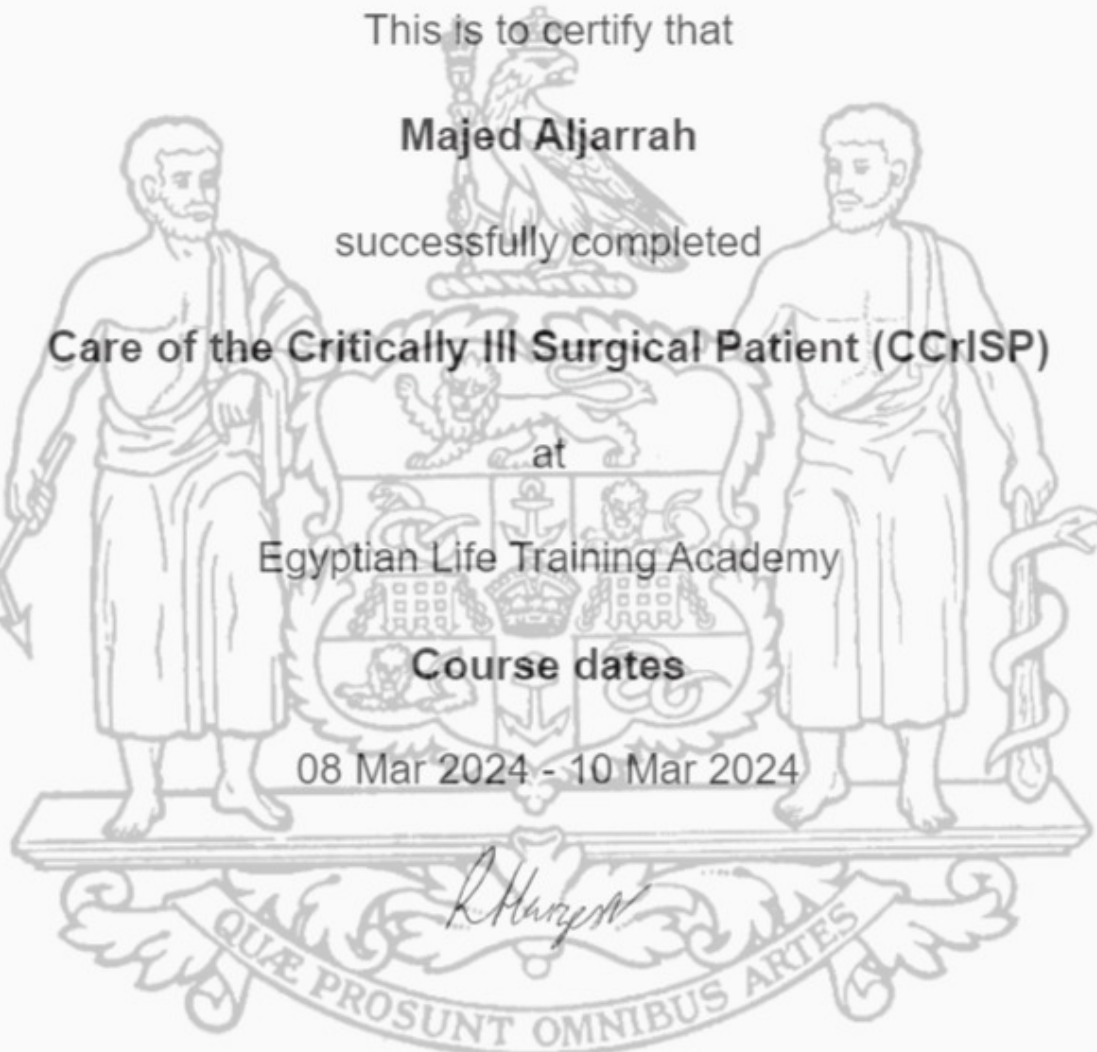 This is to certify that
Majed Aljarrah
successfully completed
Care of the Critically Ill Surgical Patient (CCrISP)
at
Egyptian Life Training Academy
Course dates
08 Mar 2024 - 10 Mar 2024
QUÆ PROSUNT OMNIBUS ARTES